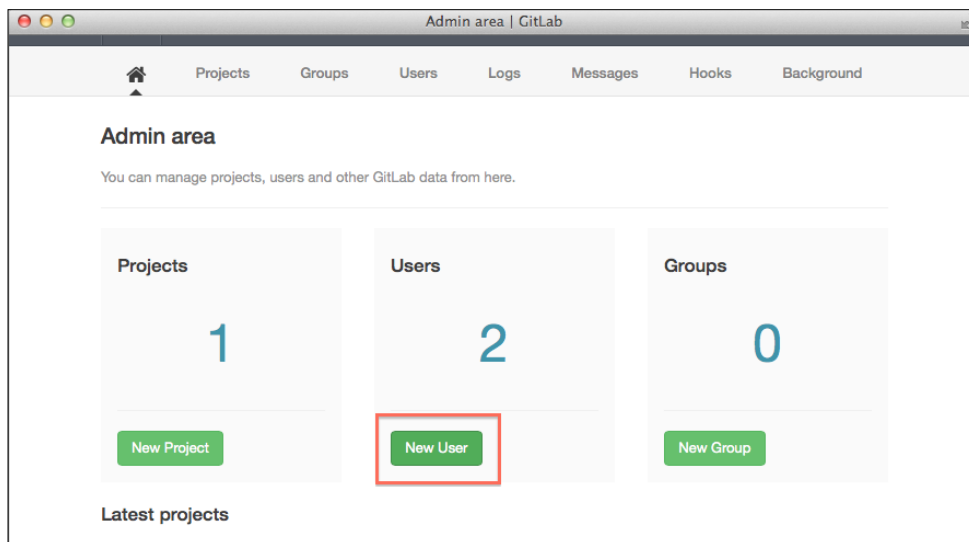 Admin area | GitLab
Projects Groups Users Logs Messages Hooks Background
Admin area
You can manage projects, users and other GitLab data from here.
Projects Users Groups
1 2 0
New Project New User New Group
Latest projects